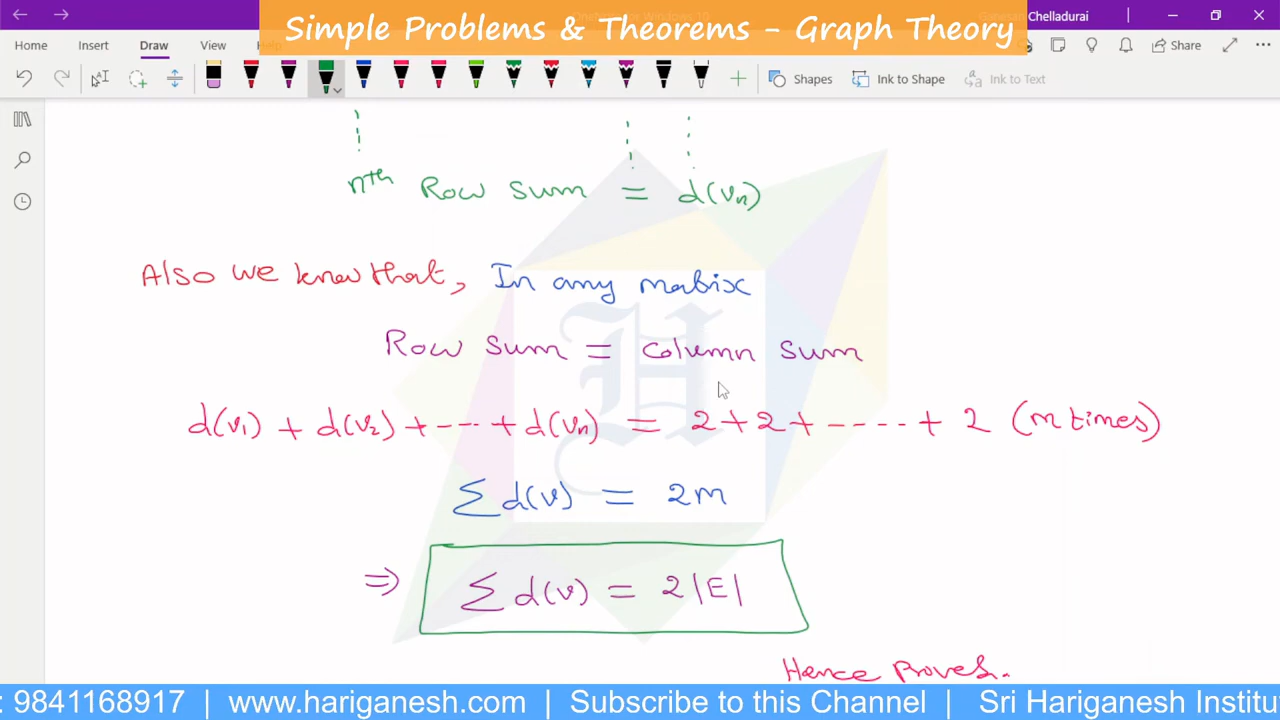 Simple Problems & Theorems - Graph Theory
Chelladurai
Home Insert Draw View
Share
Shapes Ink to Shape Ink to Text
nth Row sum = d(vn)
Also we know that, In any matrix
Row sum = column sum
d(v1) + d(v2) + --- + d(vn) = 2+2+ ---- + 2 (m times)
∑ d(v) = 2m
⇒ ∑ d(v) = 2|E|
Hence Proved.
: 9841168917 | www.hariganesh.com | Subscribe to this Channel | Sri Hariganesh Institu